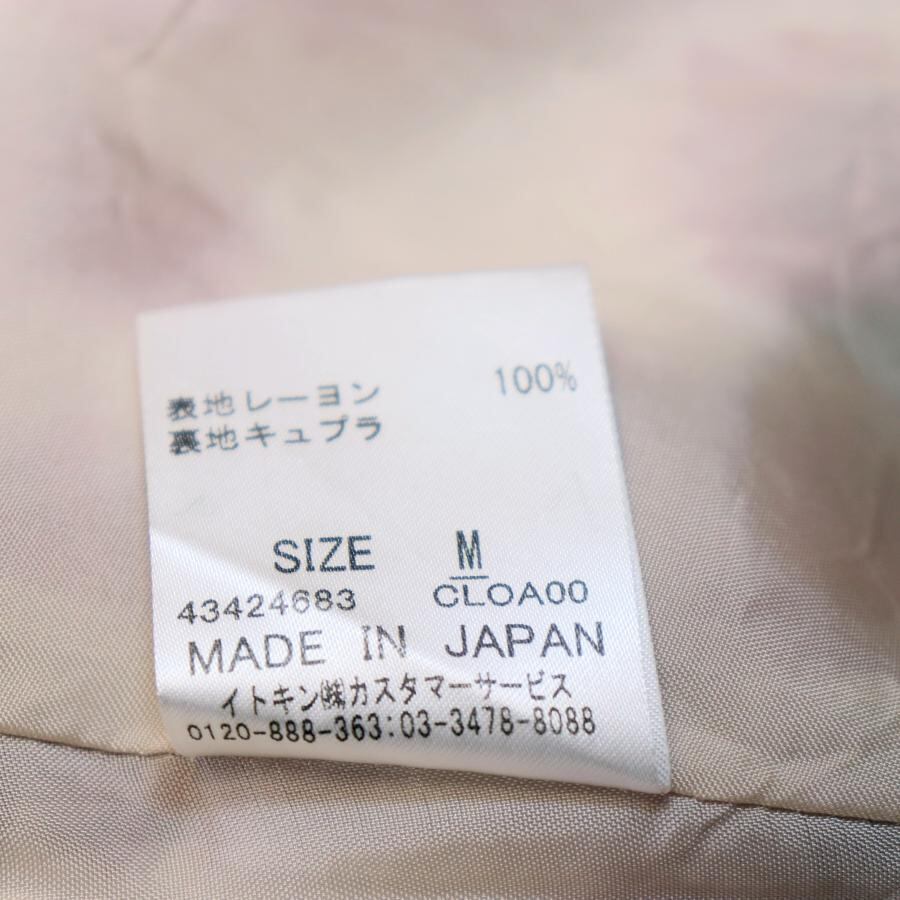 表地レーヨン 100%
裏地キュプラ
SIZE M
43424683 CLOA00
MADE IN JAPAN
イトキン㈱カスタマーサービス
0120-888-363:03-3478-8088